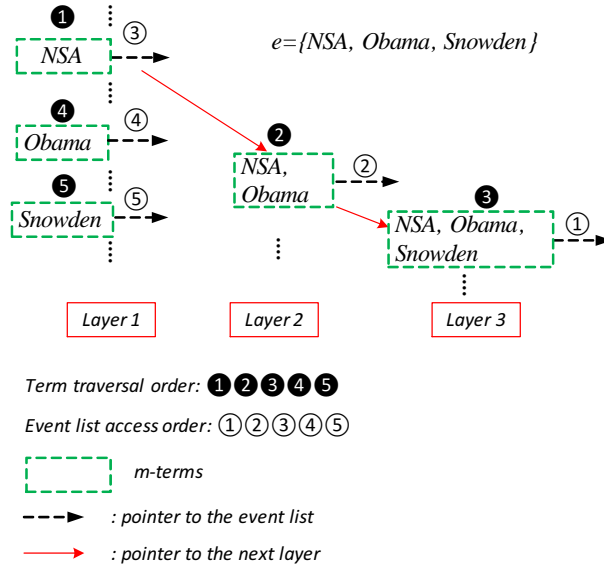 ❶
③
e={NSA, Obama, Snowden}
NSA
❹
④
Obama
❷
②
NSA,
Obama
❺
⑤
Snowden
❸
①
NSA, Obama,
Snowden
Layer 1
Layer 2
Layer 3
Term traversal order: ❶❷❸❹❺
Event list access order: ①②③④⑤
m-terms
: pointer to the event list
: pointer to the next layer